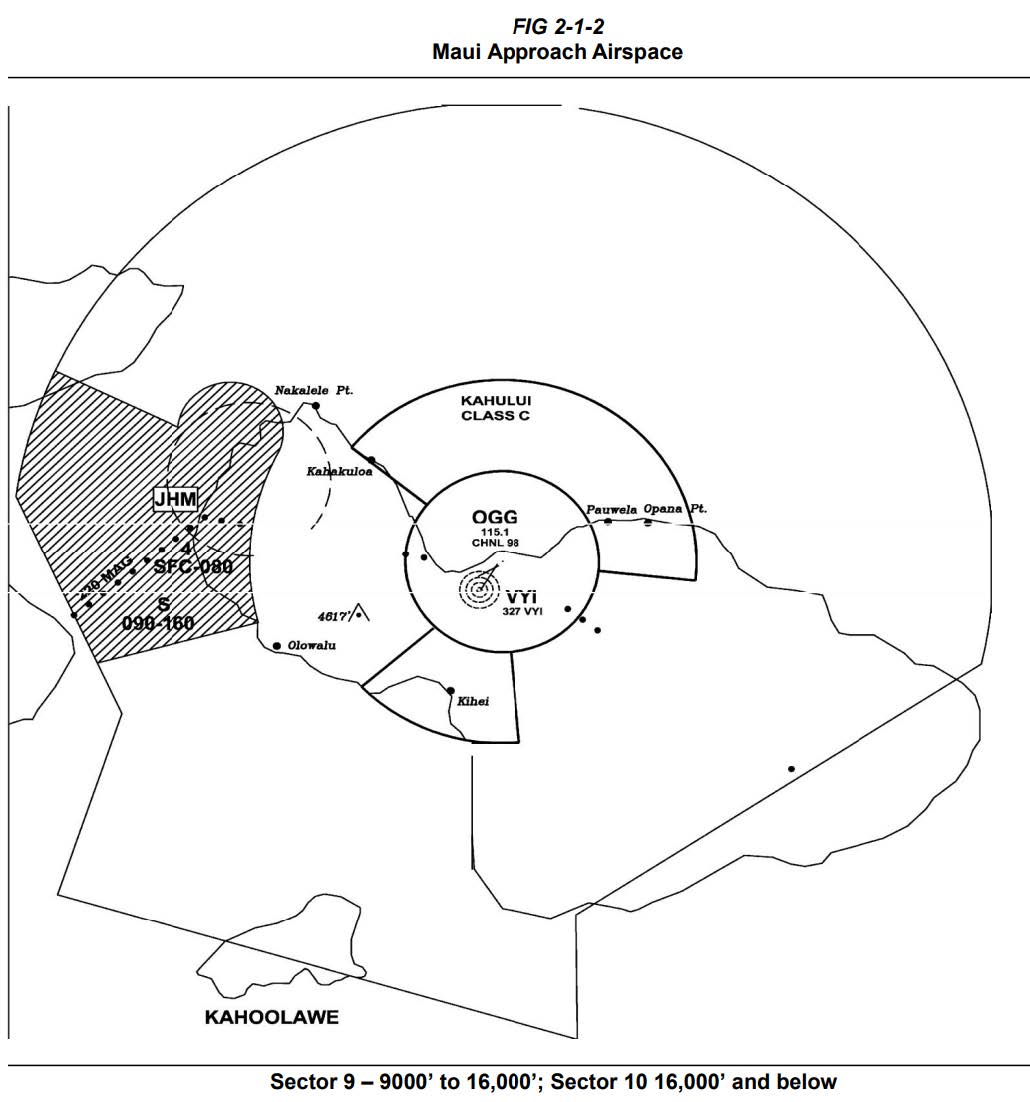 FIG 2-1-2
Maui Approach Airspace
Nakalele Pt.
KAHULUI
CLASS C
Kahakuloa
JHM
OGG
115.1
CHNL 98
Pauwela
Opana Pt.
4
SFC-080
MAG
S
090-160
VYI
327 VYI
4617'
Olowalu
Kihei
KAHOOLAWE
Sector 9 – 9000’ to 16,000’; Sector 10 16,000’ and below